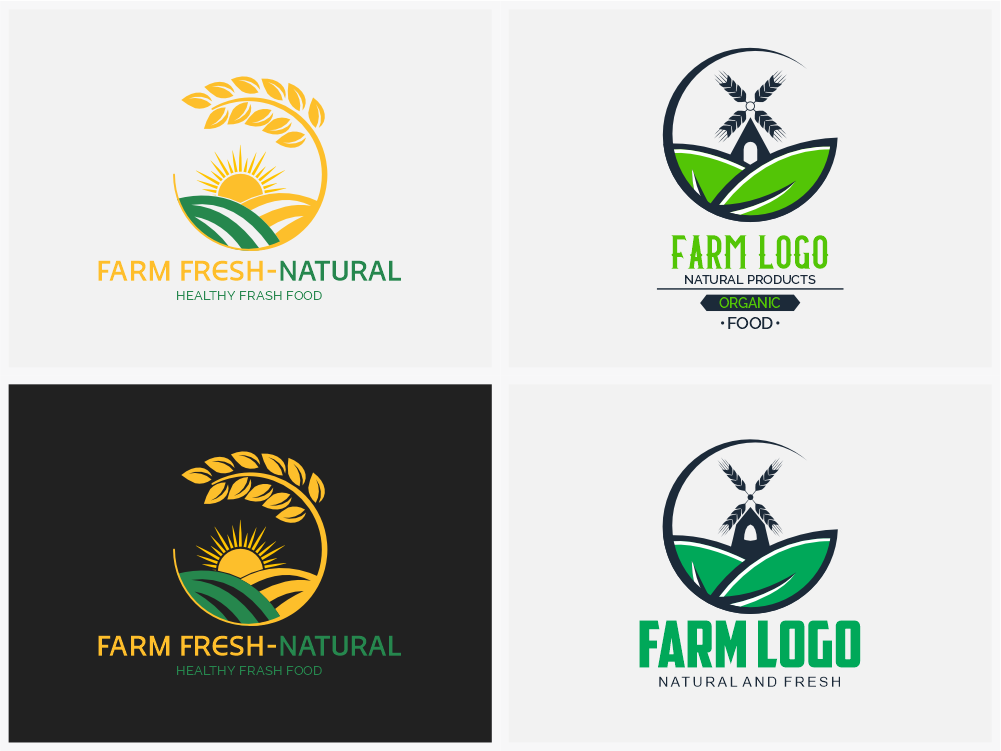 FARM FRESH-NATURAL
HEALTHY FRASH FOOD
FARM LOGO
NATURAL PRODUCTS
ORGANIC
•FOOD•
FARM FRESH-NATURAL
HEALTHY FRASH FOOD
FARM LOGO
NATURAL AND FRESH